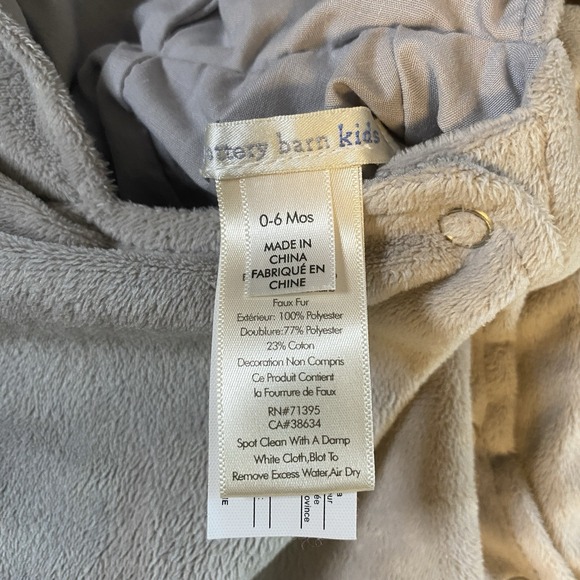 ttery barn kids
0-6 Mos
MADE IN
CHINA
FABRIQUÉ EN
CHINE
Faux Fur
Extérieur: 100% Polyester
Doublure:77% Polyester
23% Coton
Decoration Non Compris
Ce Produit Contient
la Fourrure de Faux
RN#71395
CA#38634
Spot Clean With A Damp
White Cloth,Blot To
Remove Excess Water,Air Dry